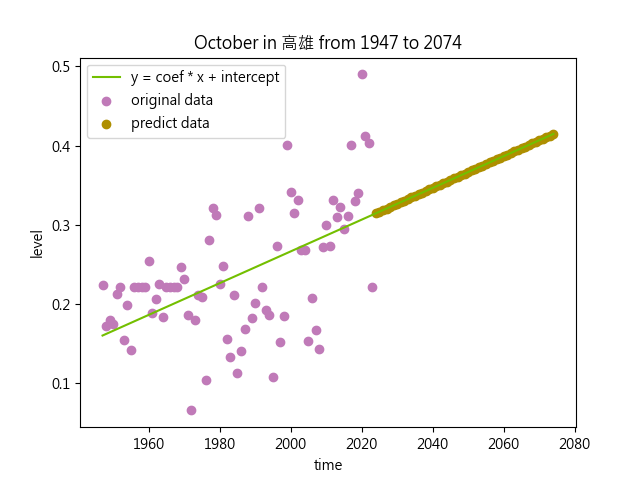 October in 高雄 from 1947 to 2074
y = coef * x + intercept
original data
predict data
level
0.5
0.4
0.3
0.2
0.1
1960
1980
2000
2020
2040
2060
2080
time